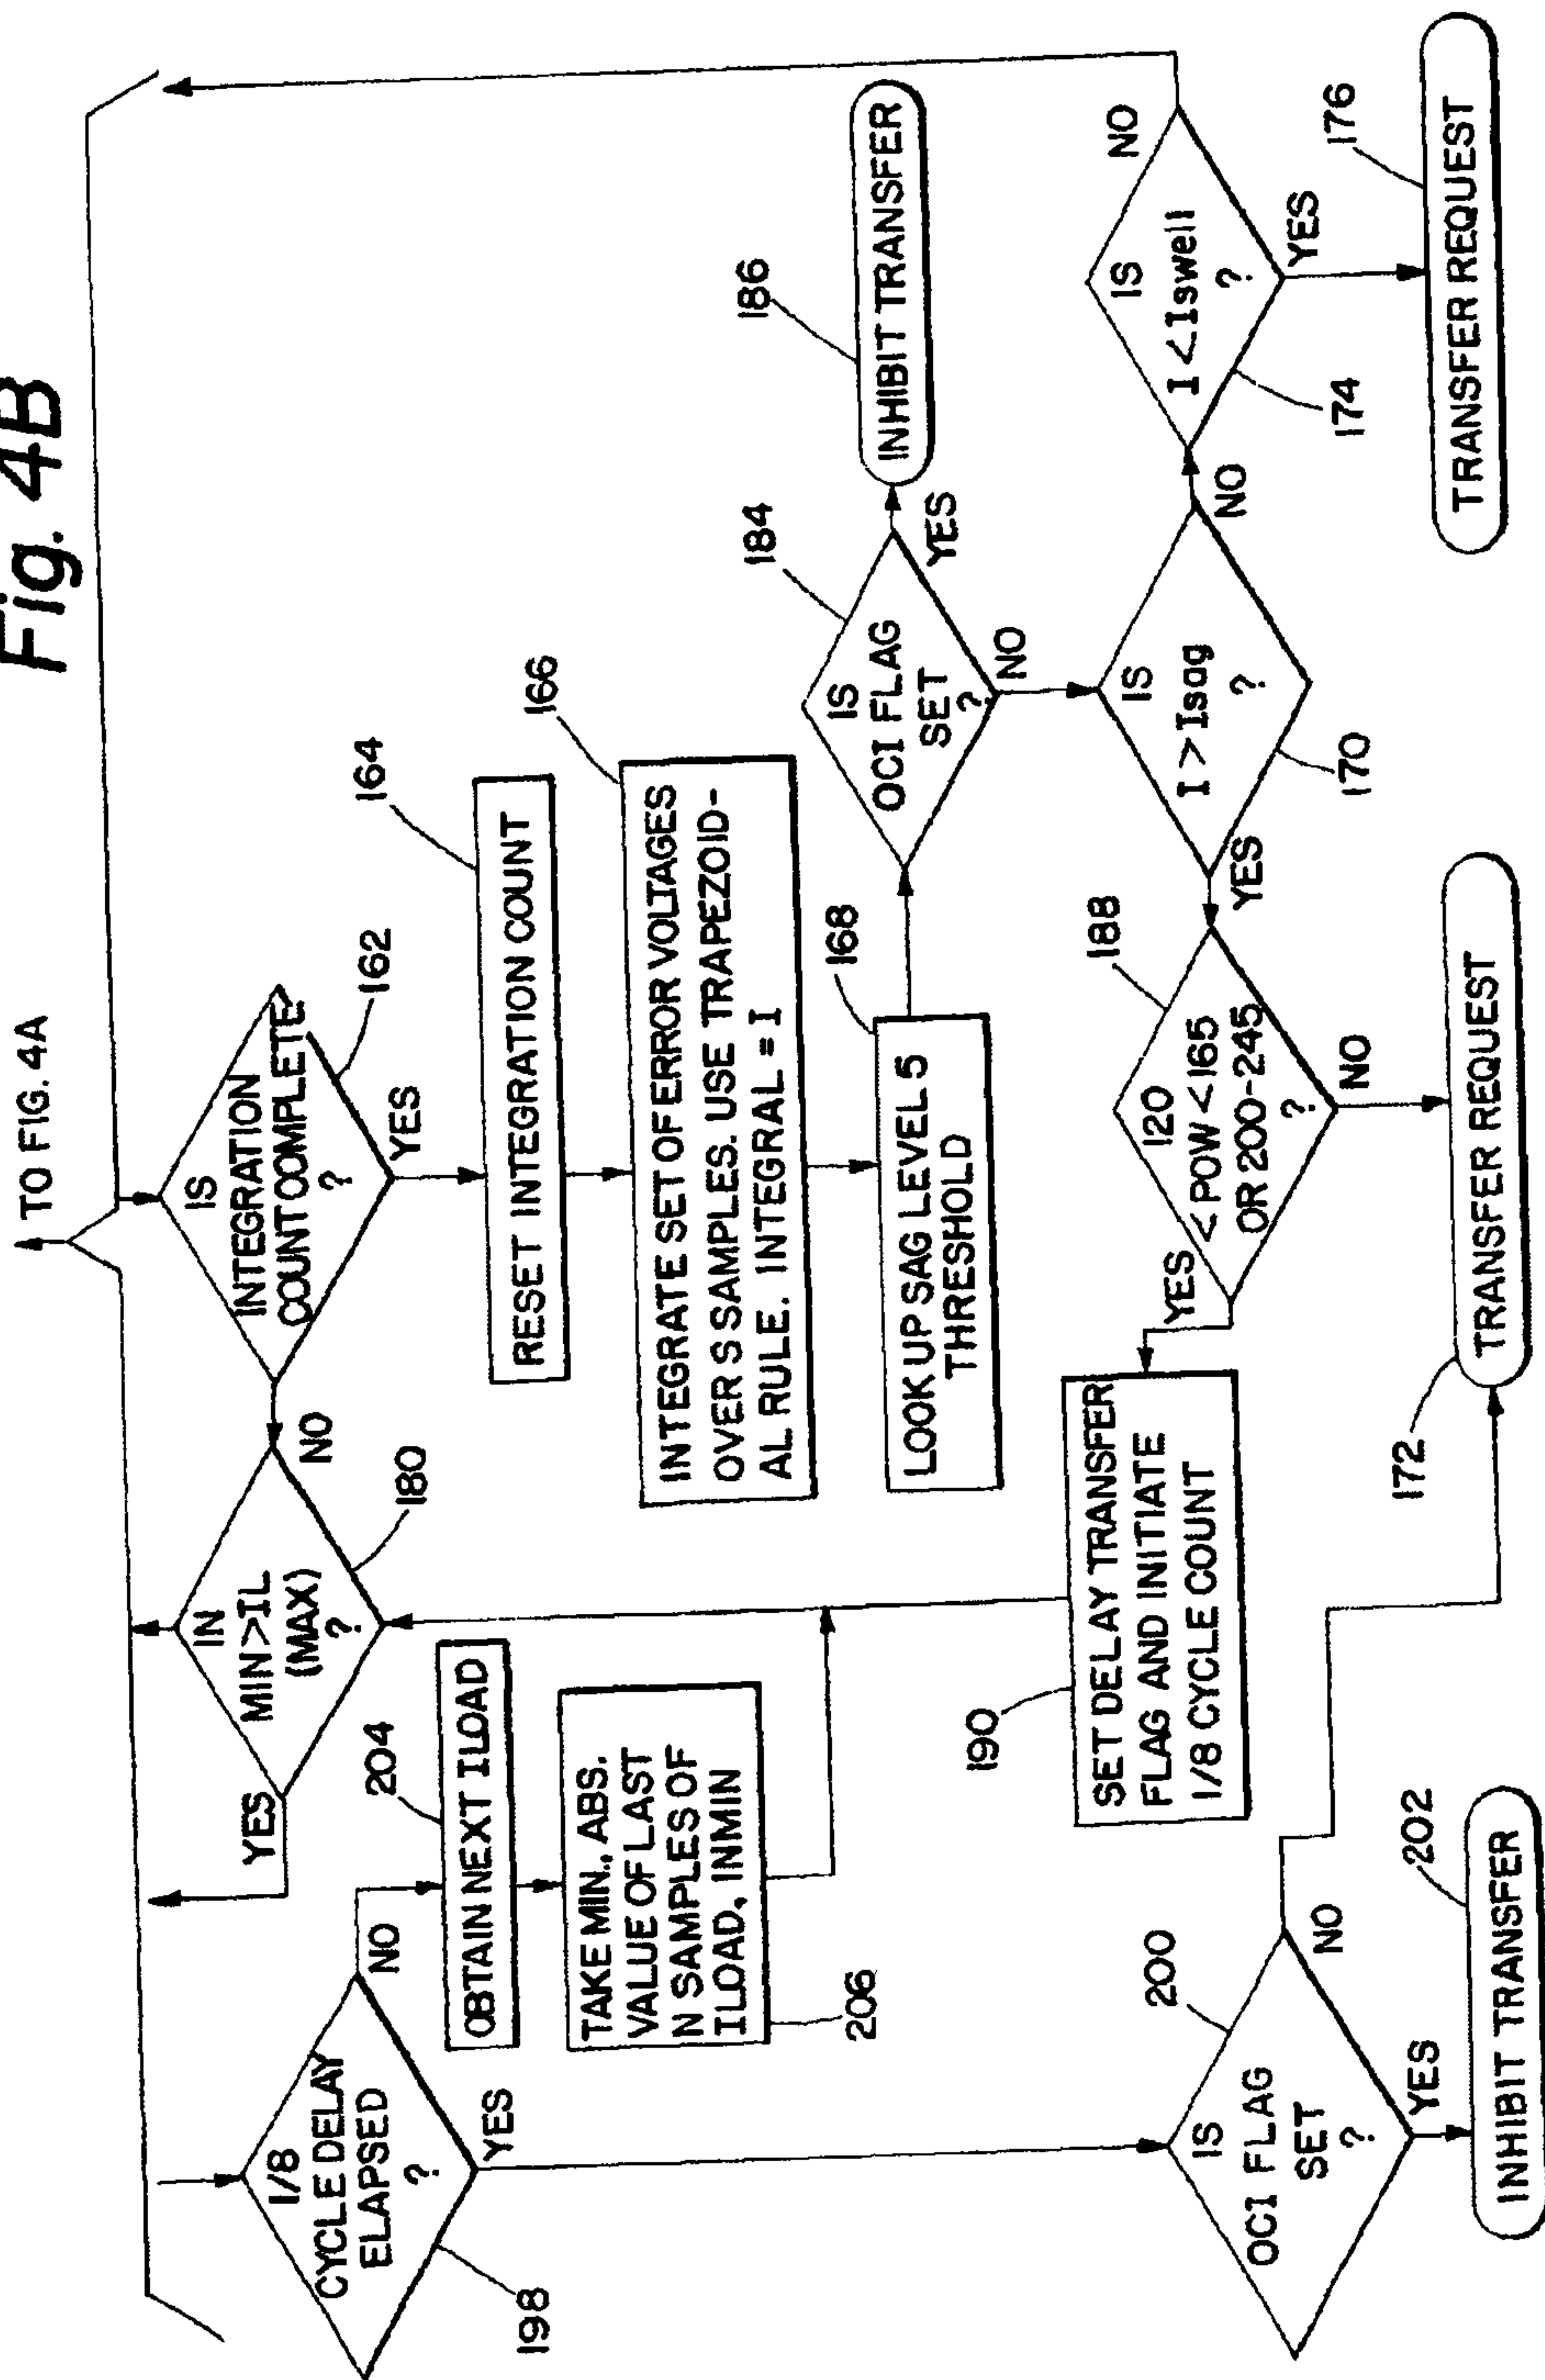 Fig. 4B
TO FIG. 4A
1/8
CYCLE DELAY
ELAPSED
?
198
NO
YES
204
OBTAIN NEXT ILOAD
TAKE MIN., ABS.
VALUE OF LAST
N SAMPLES OF
ILOAD, INMIN
206
IN
MIN>IL
(MAX)
?
180
YES
NO
IS
INTEGRATION
COUNT COMPLETE
?
162
YES
164
RESET INTEGRATION COUNT
166
INTEGRATE SET OF ERROR VOLTAGES
OVER S SAMPLES. USE TRAPEZOID-
AL RULE. INTEGRAL = I
168
LOOK UP SAG LEVEL 5
THRESHOLD
184
IS
OCI FLAG
SET
?
YES
NO
186
INHIBIT TRANSFER
IS
I > Isag
?
170
YES
NO
IS
I < Iswell
?
174
NO
YES
176
TRANSFER REQUEST
188
120
< POW < 165
OR 200-245
?
YES
NO
190
SET DELAY TRANSFER
FLAG AND INITIATE
1/8 CYCLE COUNT
172
TRANSFER REQUEST
200
IS
OCI FLAG
SET
?
NO
YES
202
INHIBIT TRANSFER